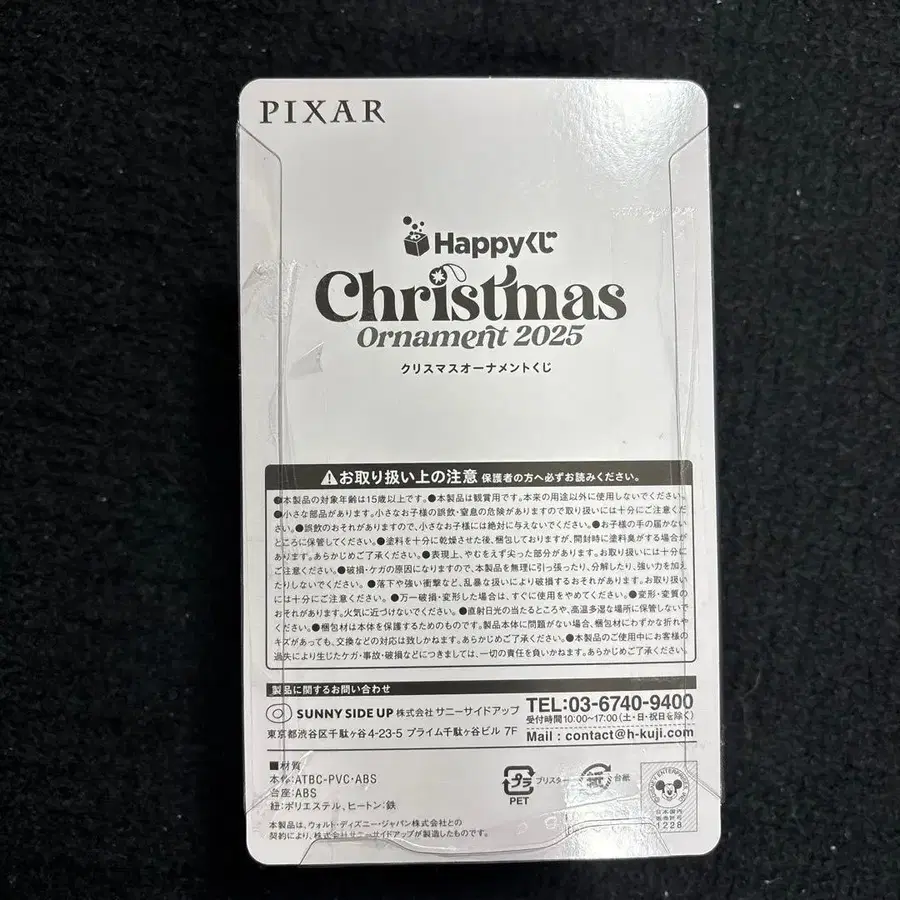 PIXAR
Happyくじ
Christmas
Ornament 2025
クリスマスオーナメントくじ
お取り扱い上の注意 保護者の方へ必ずお読みください。
●本製品の対象年齢は15歳以上です。●本製品は観賞用です。本来の用途以外に使用しないでください。
●小さな部品があります。小さなお子様の誤飲・窒息の危険がありますので取り扱いには十分にご注意くだ
さい。●誤飲のおそれがありますので、小さなお子様には絶対に与えないでください。●お子様の手の届かない
ところに保管してください。●塗料を十分に乾燥させた後、梱包しておりますが、開封時に塗料臭がする場合が
あります。あらかじめご了承ください。●表現上、やむをえず尖った部分があります。お取り扱いには十分に
ご注意ください。●破損・ケガの原因になりますので、本製品を無理に引っ張ったり、分解したり、強い力を加え
たりしないでください。●落下や強い衝撃など、乱暴な扱いにより破損するおそれがあります。お取り扱い
には十分にご注意ください。●万一破損・変形した場合は、すぐに使用をやめてください。●変形・変質の
おそれがあります。火気に近づけないでください。●直射日光の当たるところや、高温多湿な場所に保管しないで
ください。●梱包材は本体を保護するためのものです。製品本体に問題がない場合、梱包材にわずかな折れや
キズがあっても、交換などの対応は致しかねます。あらかじめご了承ください。●本製品のご使用中にお客様の
過失により生じたケガ・事故・破損などにつきましては、一切の責任を負いかねます。あらかじめご了承ください。
製品に関するお問い合わせ
SUNNY SIDE UP 株式会社 サニーサイドアップ
東京都渋谷区千駄ヶ谷4-23-5 プライム千駄ヶ谷ビル 7F
TEL:03-6740-9400
受付時間10:00~17:00(土・日・祝日を除く)
Mail : contact@h-kuji.com
■材質
本体:ATBC-PVC・ABS
台座:ABS
紐:ポリエステル、ヒートン:鉄
本製品は、ウォルト・ディズニー・ジャパン株式会社との
契約により、株式会社サニーサイドアップが製造したものです。
プラ ブリスター
PET
紙 台紙
日本国内
販売許可
1228